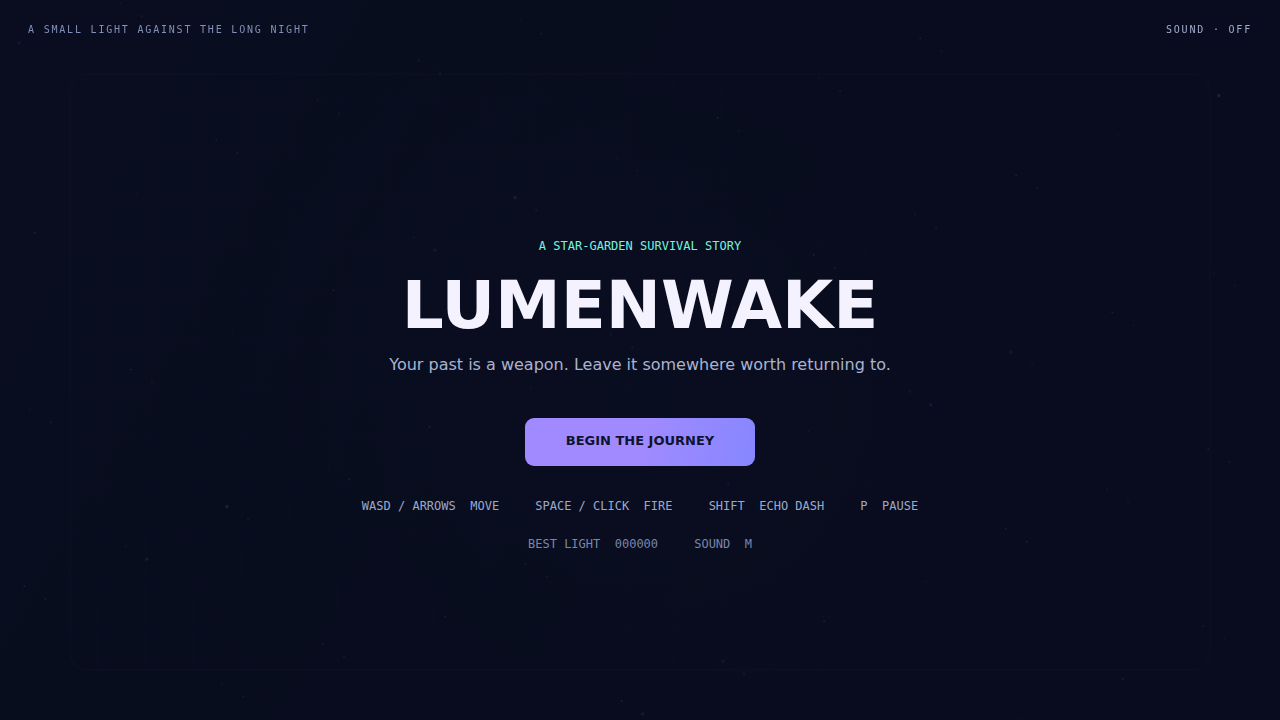 A SMALL LIGHT AGAINST THE LONG NIGHT
SOUND · OFF
A STAR-GARDEN SURVIVAL STORY
LUMENWAKE
Your past is a weapon. Leave it somewhere worth returning to.
BEGIN THE JOURNEY
WASD / ARROWS MOVE SPACE / CLICK FIRE SHIFT ECHO DASH P PAUSE
BEST LIGHT 000000 SOUND M